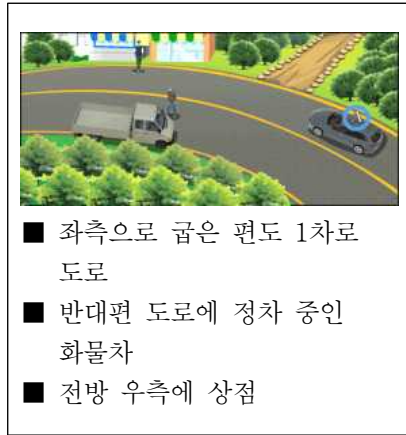 ■ 좌측으로 굽은 편도 1차로
도로
■ 반대편 도로에 정차 중인
화물차
■ 전방 우측에 상점